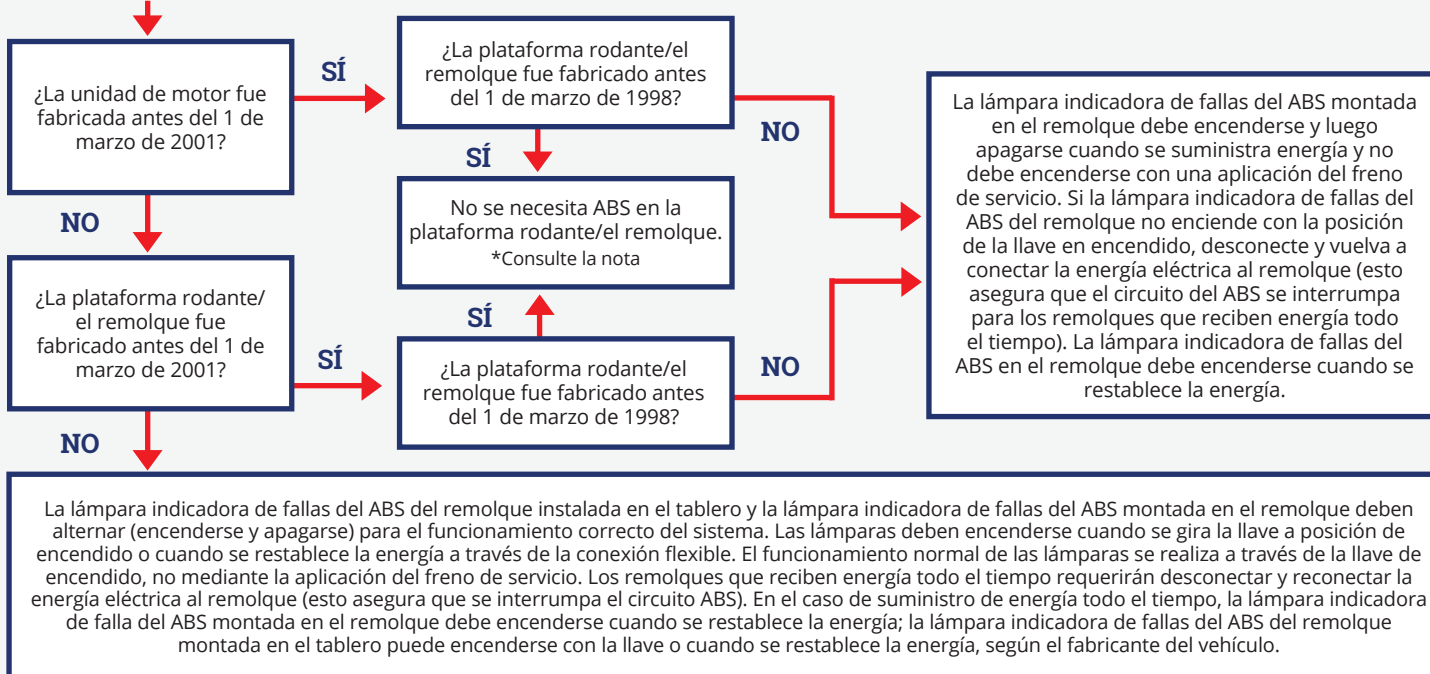 ¿La unidad de motor fue
fabricada antes del 1 de
marzo de 2001?
SÍ
¿La plataforma rodante/el
remolque fue fabricado antes
del 1 de marzo de 1998?
NO
SÍ
No se necesita ABS en la
plataforma rodante/el remolque.
*Consulte la nota
NO
¿La plataforma rodante/
el remolque fue
fabricado antes del 1 de
marzo de 2001?
SÍ
SÍ
¿La plataforma rodante/el
remolque fue fabricado antes
del 1 de marzo de 1998?
NO
La lámpara indicadora de fallas del ABS montada
en el remolque debe encenderse y luego
apagarse cuando se suministra energía y no
debe encenderse con una aplicación del freno
de servicio. Si la lámpara indicadora de fallas del
ABS del remolque no enciende con la posición
de la llave en encendido, desconecte y vuelva a
conectar la energía eléctrica al remolque (esto
asegura que el circuito del ABS se interrumpa
para los remolques que reciben energía todo
el tiempo). La lámpara indicadora de fallas del
ABS en el remolque debe encenderse cuando se
restablece la energía.
NO
La lámpara indicadora de fallas del ABS del remolque instalada en el tablero y la lámpara indicadora de fallas del ABS montada en el remolque deben
alternar (encenderse y apagarse) para el funcionamiento correcto del sistema. Las lámparas deben encenderse cuando se gira la llave a posición de
encendido o cuando se restablece la energía a través de la conexión flexible. El funcionamiento normal de las lámparas se realiza a través de la llave de
encendido, no mediante la aplicación del freno de servicio. Los remolques que reciben energía todo el tiempo requerirán desconectar y reconectar la
energía eléctrica al remolque (esto asegura que se interrumpa el circuito ABS). En el caso de suministro de energía todo el tiempo, la lámpara indicadora
de falla del ABS montada en el remolque debe encenderse cuando se restablece la energía; la lámpara indicadora de fallas del ABS del remolque
montada en el tablero puede encenderse con la llave o cuando se restablece la energía, según el fabricante del vehículo.